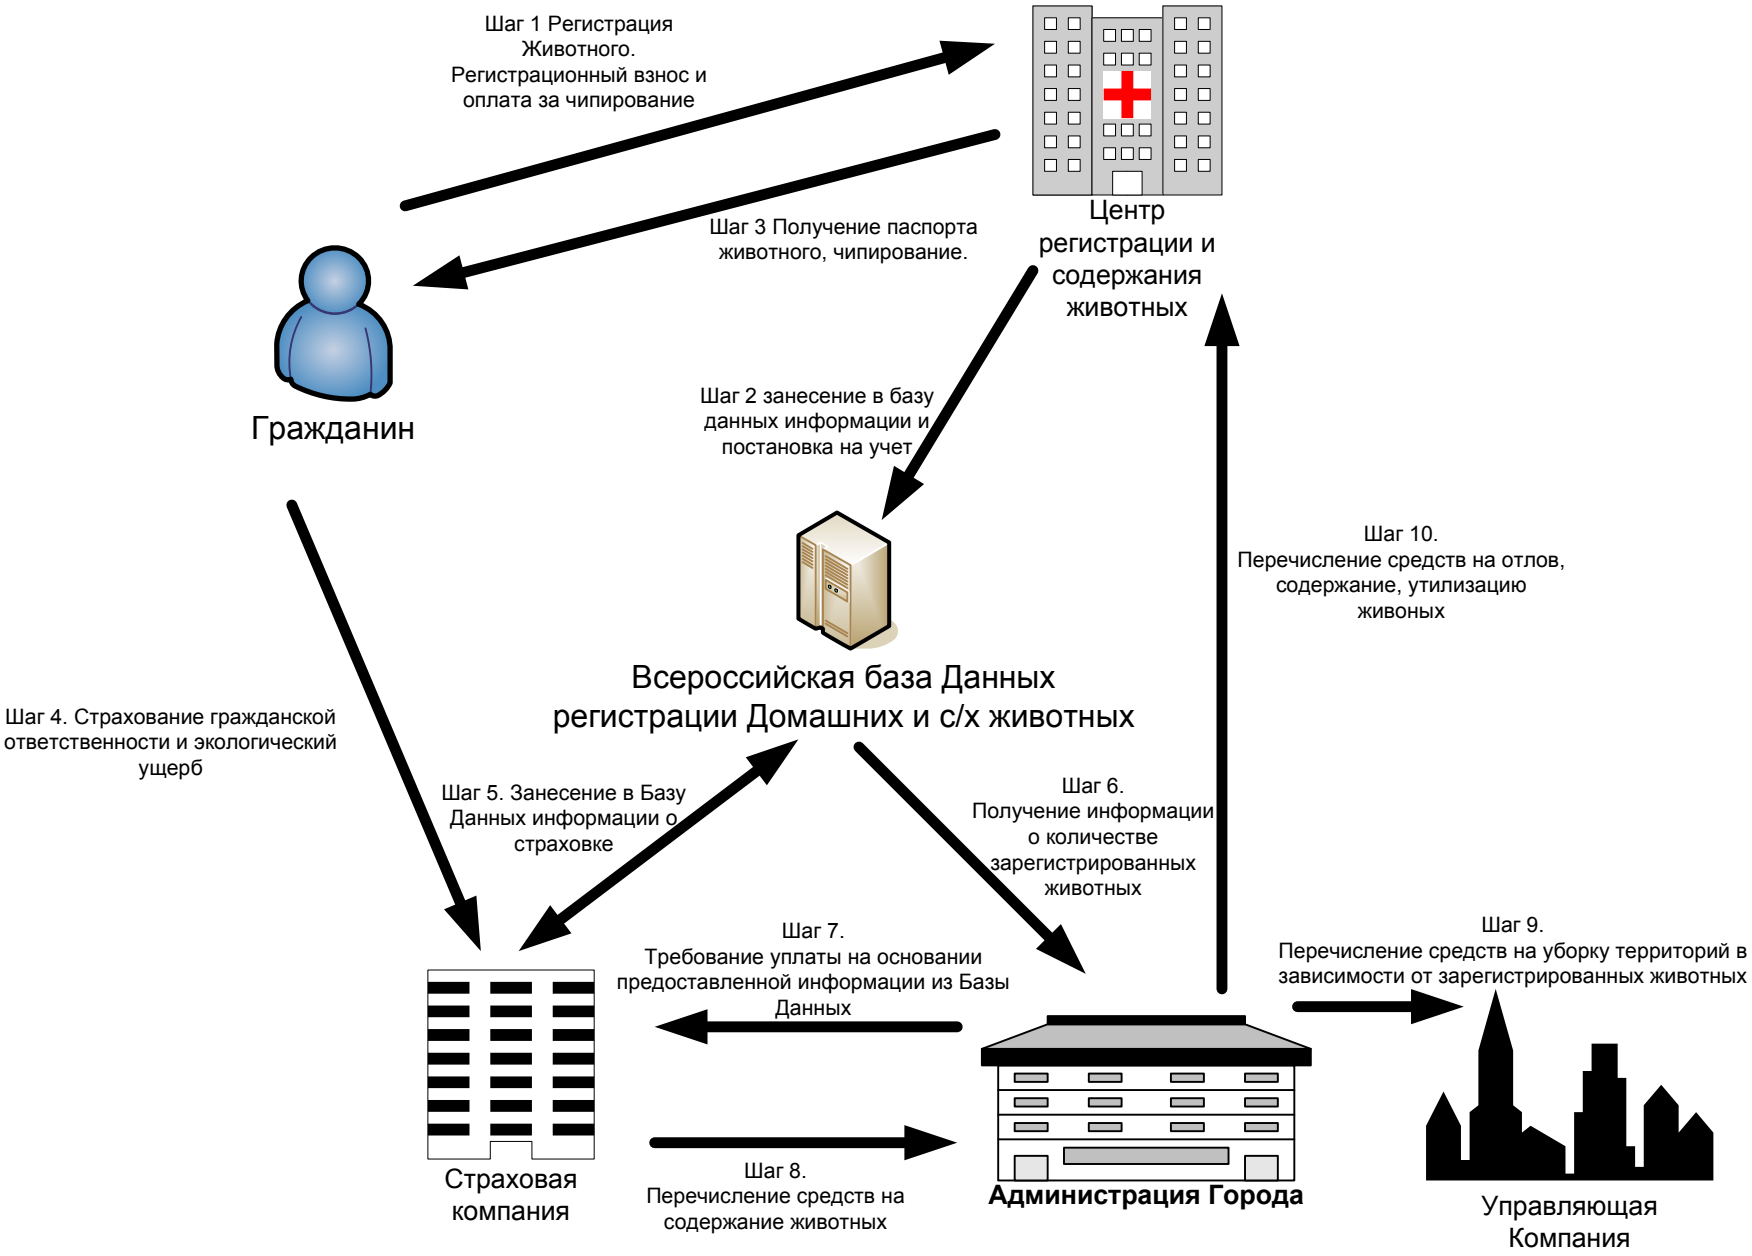 Шаг 1 Регистрация
Животного.
Регистрационный взнос и
оплата за чипирование
Центр
регистрации и
содержания
животных
Шаг 3 Получение паспорта
животного, чипирование.
Гражданин
Шаг 2 занесение в базу
данных информации и
постановка на учет
Шаг 10.
Перечисление средств на отлов,
содержание, утилизацию
живоных
Всероссийская база Данных
регистрации Домашних и с/х животных
Шаг 4. Страхование гражданской
ответственности и экологический
ущерб
Шаг 5. Занесение в Базу
Данных информации о
страховке
Шаг 6.
Получение информации
о количестве
зарегистрированных
животных
Шаг 7.
Требование уплаты на основании
предоставленной информации из Базы
Данных
Шаг 9.
Перечисление средств на уборку территорий в
зависимости от зарегистрированных животных
Страховая
компания
Шаг 8.
Перечисление средств на
содержание животных
Администрация Города
Управляющая
Компания